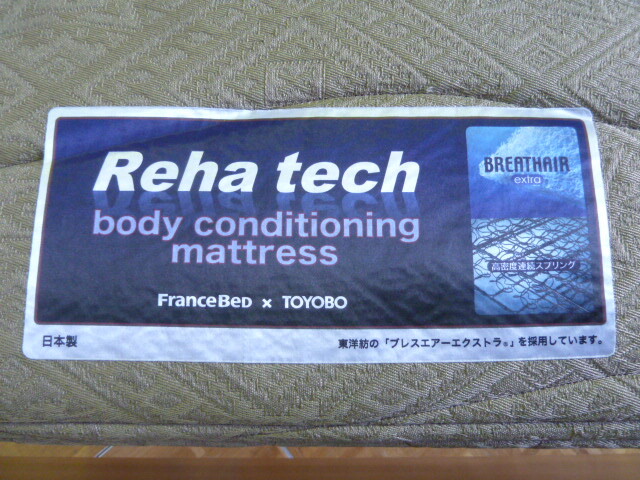 Reha tech
body conditioning
mattress
FRANCEBED × TOYOBO
BREATHAIR
extra
高密度連続スプリング
日本製
東洋紡の「ブレスエアーエクストラ®」を採用しています。